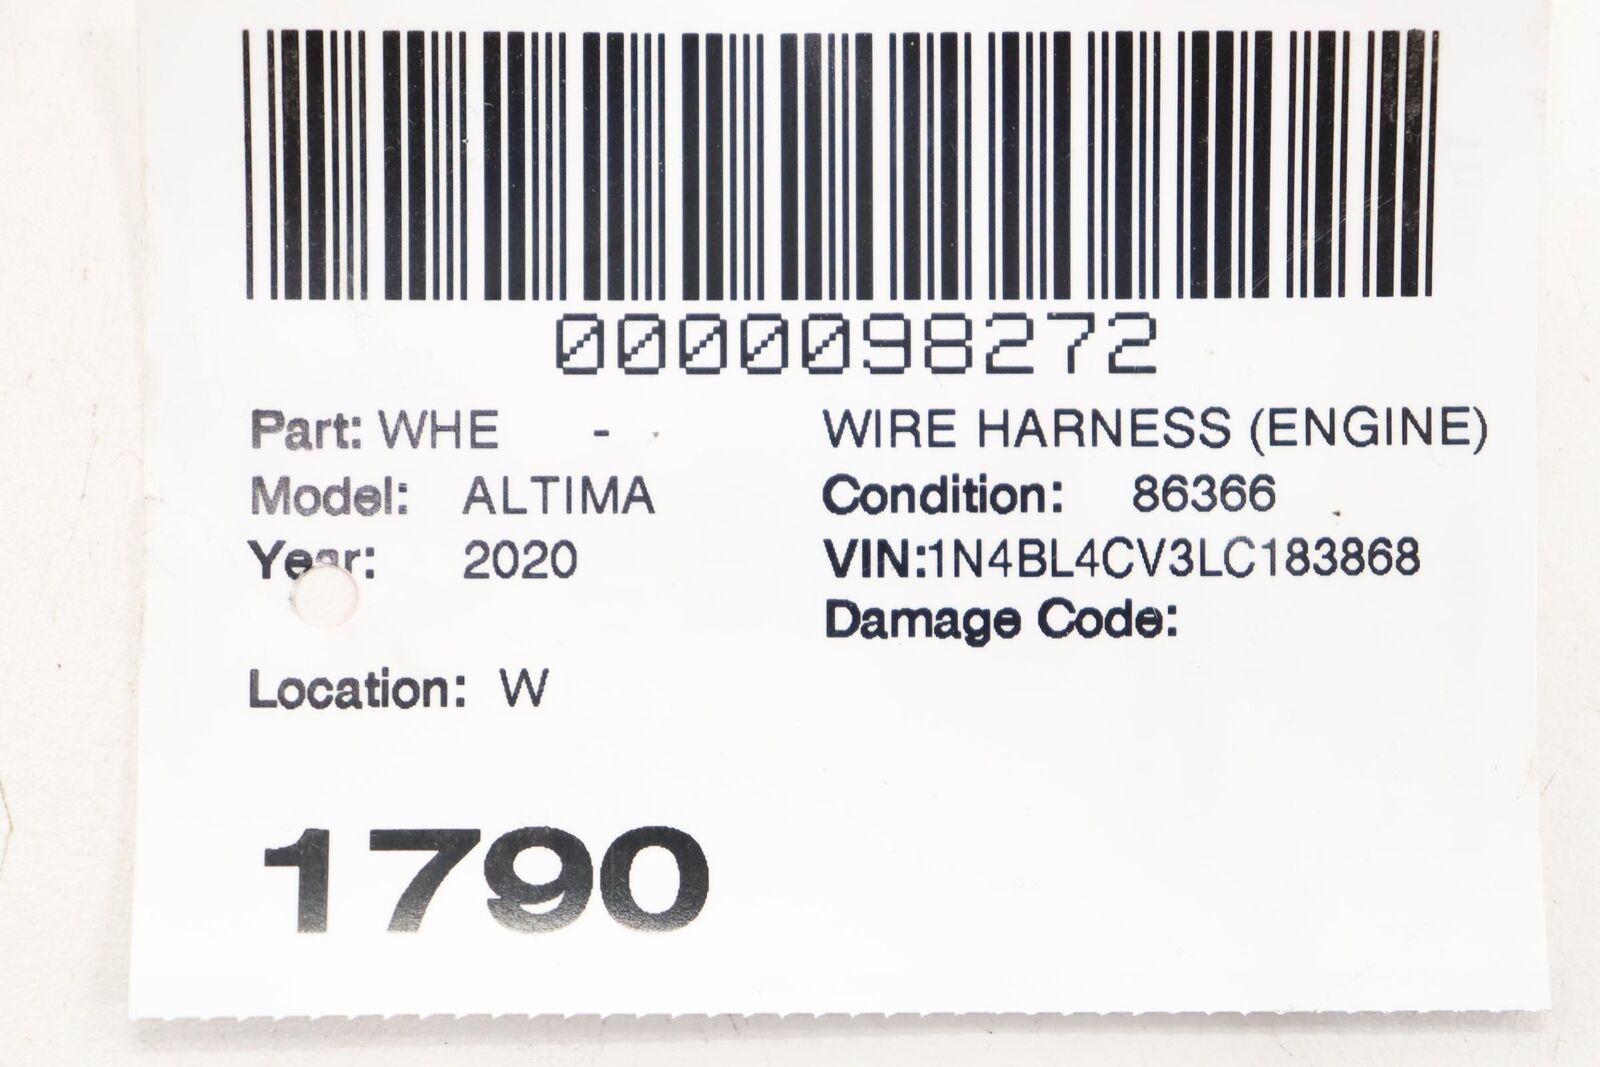 0000098272
Part: WHE - WIRE HARNESS (ENGINE)
Model: ALTIMA Condition: 86366
Year: 2020 VIN:1N4BL4CV3LC183868
Damage Code:
Location: W
1790